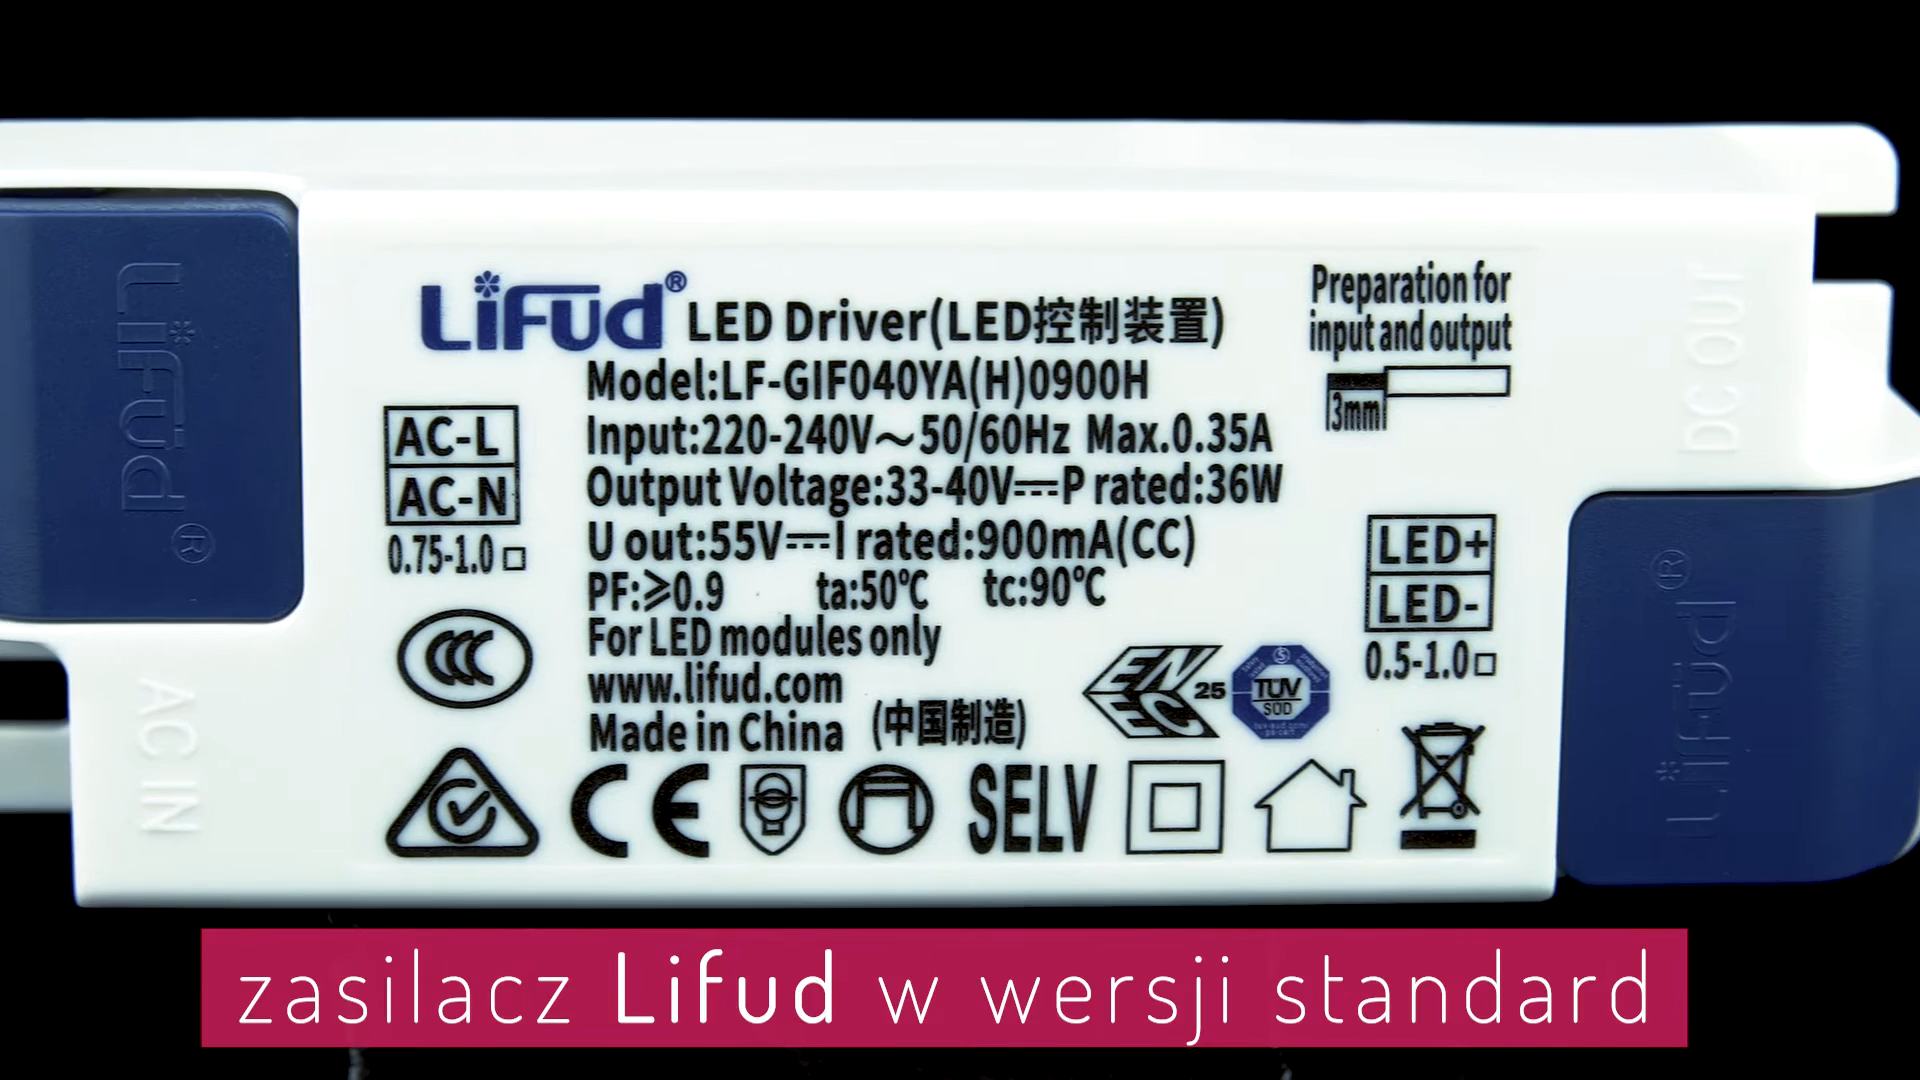 LiFud® LED Driver(LED控制装置)
Model:LF-GIF040YA(H)0900H
Input:220-240V～50/60Hz Max.0.35A
Output Voltage:33-40V⎓P rated:36W
U out:55V⎓I rated:900mA(CC)
PF:⩾0.9 ta:50℃ tc:90℃
For LED modules only
www.lifud.com
Made in China (中国制造)
AC-L
AC-N
0.75-1.0□
Preparation for
input and output
3mm
LED+
LED-
0.5-1.0□
CCC
ENEC 25
TÜV
SÜD
CE
SELV
LiFud®
AC IN
DC OUT
LiFud®
zasilacz Lifud w wersji standard